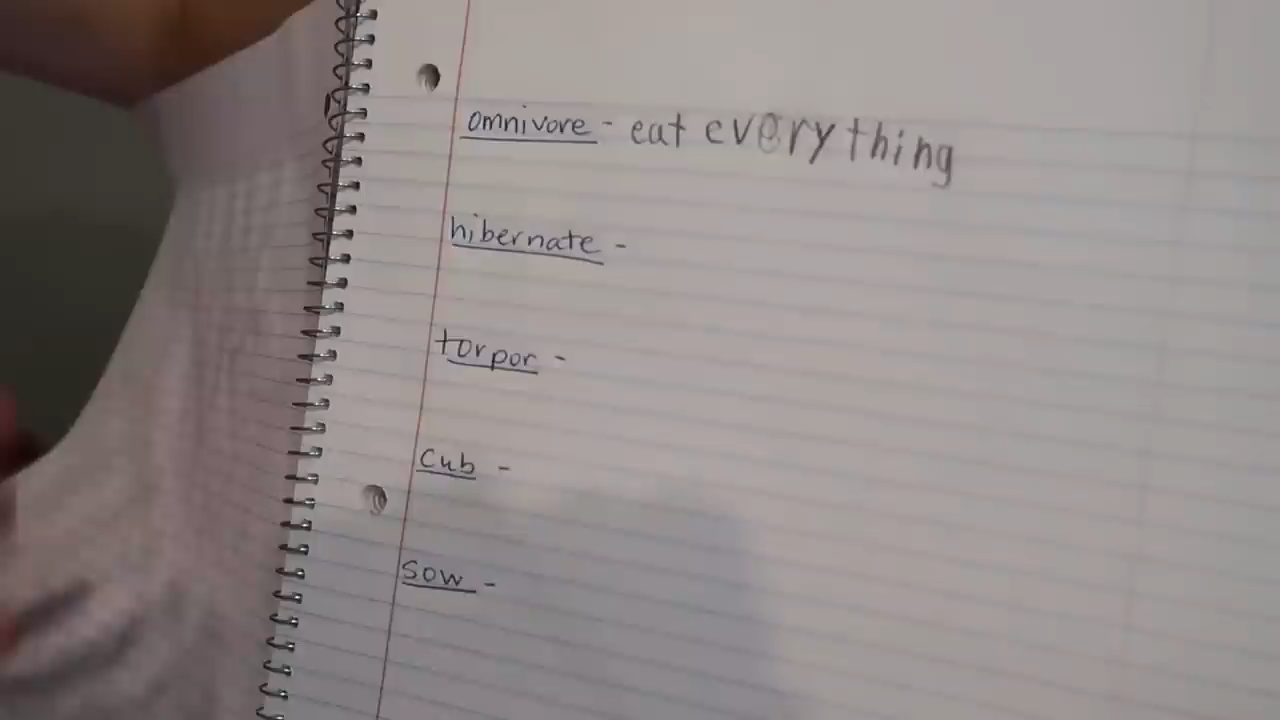 omnivore - eat everything
hibernate -
torpor -
cub -
sow -